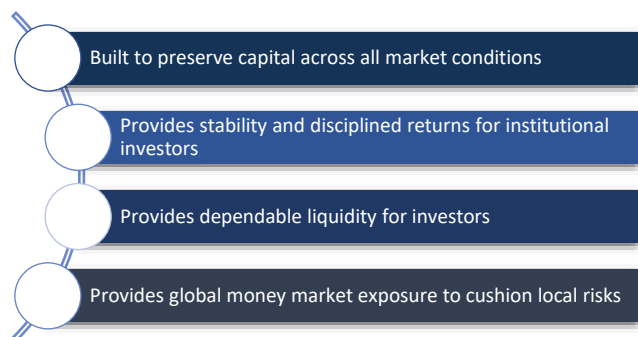 Built to preserve capital across all market conditions
Provides stability and disciplined returns for institutional
investors
Provides dependable liquidity for investors
Provides global money market exposure to cushion local risks